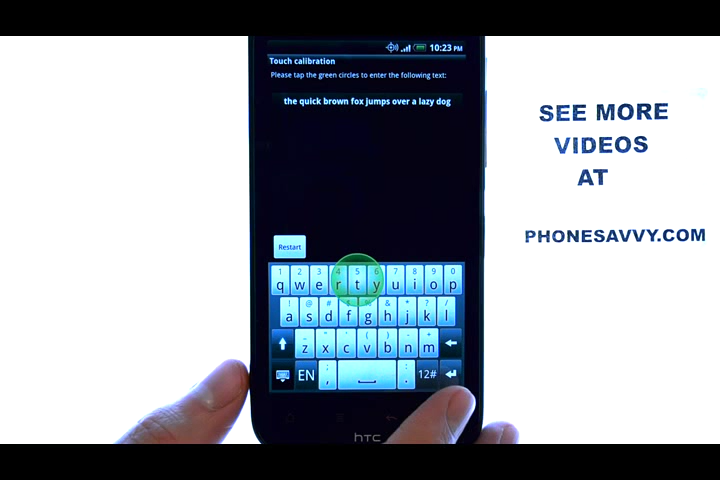 10:23 PM
Touch calibration
Please tap the green circles to enter the following text:
the quick brown fox jumps over a lazy dog
Restart
1 2 3 4 5 6 7 8 9 0
q w e r t y u i o p
! @ # $ % & * ? /
a s d f g h j k l
_ " ( ) - :
z x c v b n m
EN , . 12#
htc
SEE MORE
VIDEOS
AT
PHONESAVVY.COM